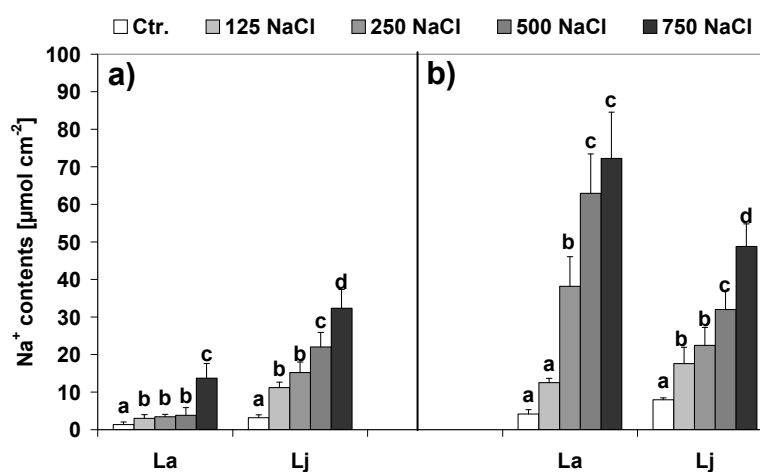 Ctr. 125 NaCl 250 NaCl 500 NaCl 750 NaCl
Na⁺ contents [µmol cm⁻²]
100
90
80
70
60
50
40
30
20
10
0
a)
b)
a b b b c
a b b c d
a a b c c
a b b c d
La Lj La Lj